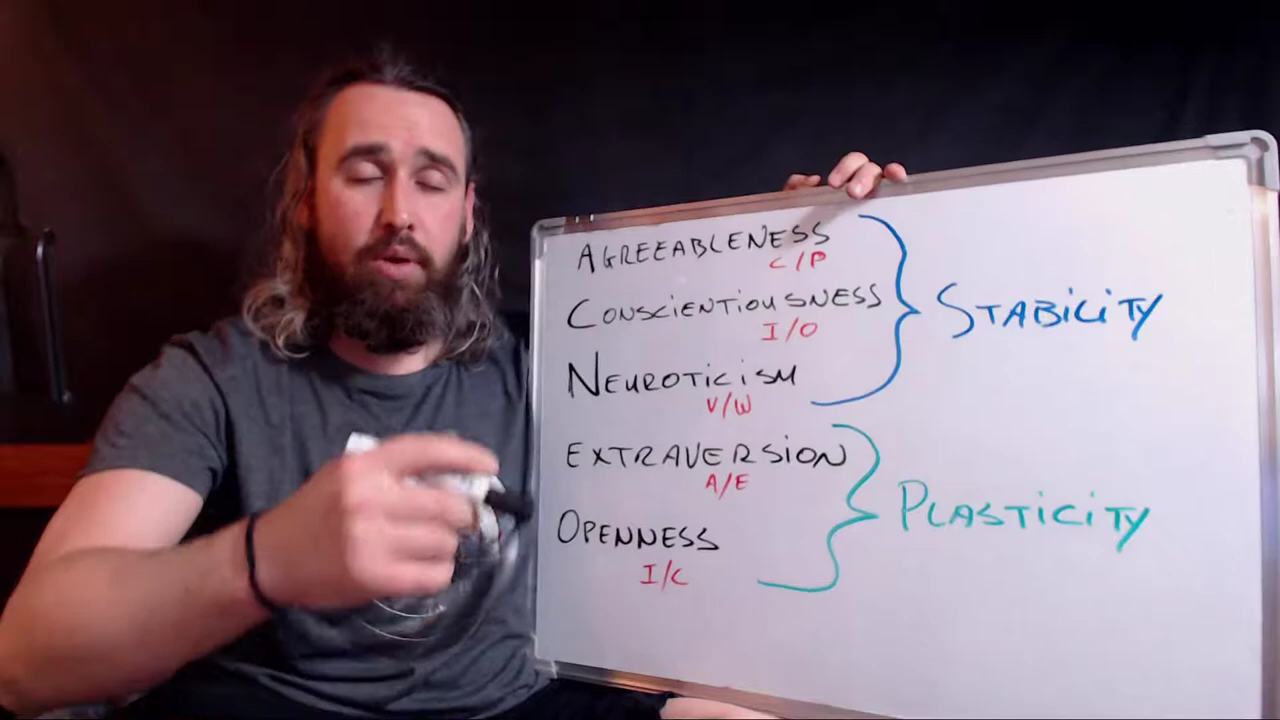 AGREEABLENESS
C/P
CONSCiENTiOUSNESS
I/O
STABiLiTY
NEUROTiCiSM
V/W
EXTRAVERSiON
A/E
PLASTiCiTY
OPENNESS
I/C